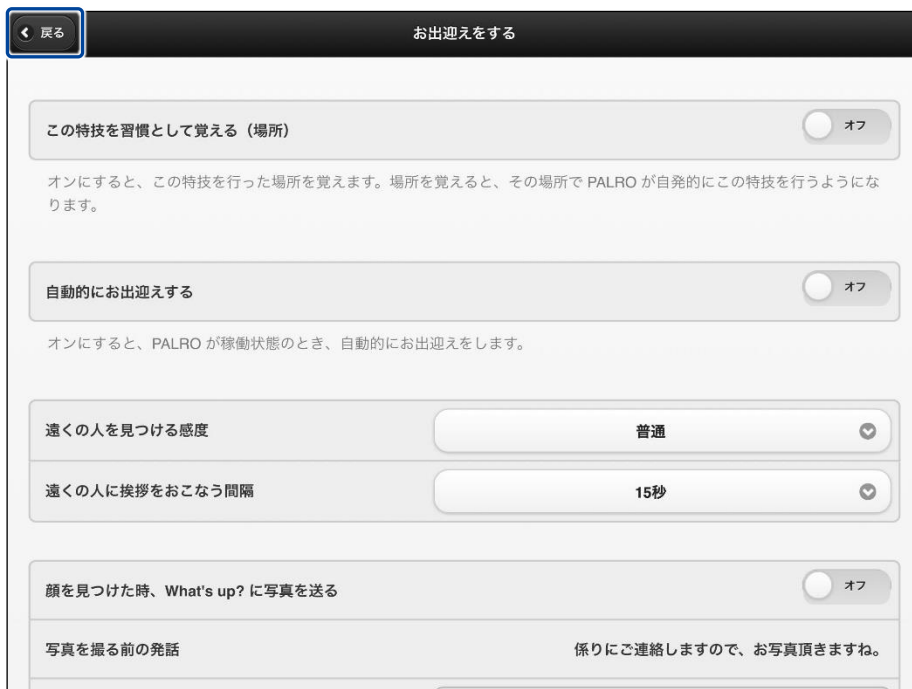 戻る
お出迎えをする
この特技を習慣として覚える（場所）
オフ
オンにすると、この特技を行った場所を覚えます。場所を覚えると、その場所で PALRO が自発的にこの特技を行うようにな
ります。
自動的にお出迎えする
オフ
オンにすると、PALRO が稼働状態のとき、自動的にお出迎えをします。
遠くの人を見つける感度
普通
遠くの人に挨拶をおこなう間隔
15秒
顔を見つけた時、What's up? に写真を送る
オフ
写真を撮る前の発話
係りにご連絡しますので、お写真頂きますね。